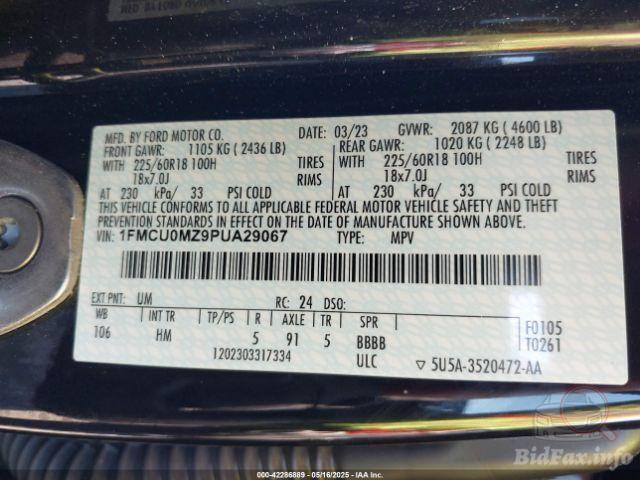 MFD. BY FORD MOTOR CO. DATE: 03/23 GVWR: 2087 KG ( 4600 LB)
FRONT GAWR: 1105 KG ( 2436 LB) REAR GAWR: 1020 KG ( 2248 LB)
WITH 225/60R18 100H TIRES WITH 225/60R18 100H TIRES
18x7.0J RIMS 18x7.0J RIMS
AT 230 kPa/ 33 PSI COLD AT 230 kPa/ 33 PSI COLD
THIS VEHICLE CONFORMS TO ALL APPLICABLE FEDERAL MOTOR VEHICLE SAFETY AND THEFT
PREVENTION STANDARDS IN EFFECT ON THE DATE OF MANUFACTURE SHOWN ABOVE.
VIN: 1FMCU0MZ9PUA29067 TYPE: MPV
EXT PNT: UM RC: 24 DSO:
WB INT TR TP/PS R AXLE TR SPR F0105
106 HM 5 91 5 BBBB T0261
1202303317334 ULC ▽ 5U5A-3520472-AA
BidFax.info
000-42286889 - 05/16/2025 - IAA Inc.